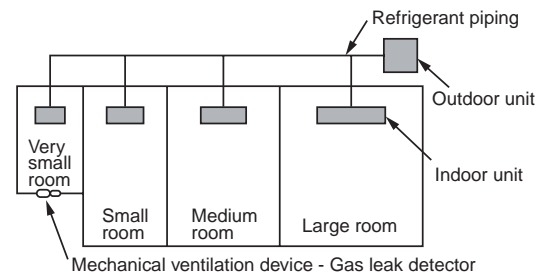 Refrigerant piping
Outdoor unit
Very
small
room
Indoor unit
Small
room
Medium
room
Large room
Mechanical ventilation device - Gas leak detector